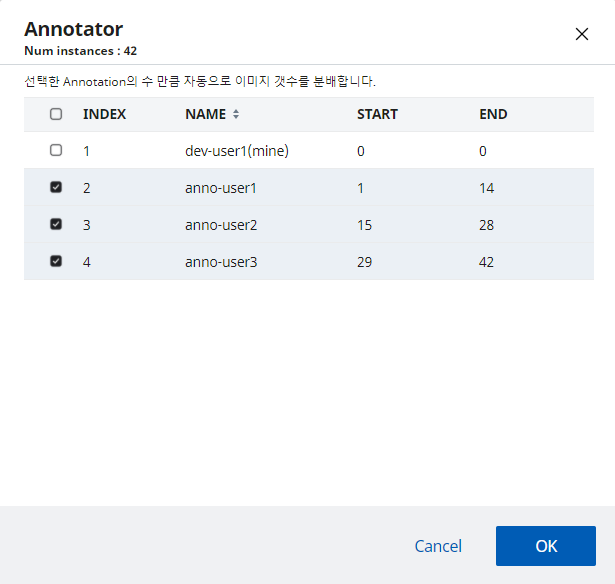 Annotator
Num instances : 42
선택한 Annotation의 수 만큼 자동으로 이미지 갯수를 분배합니다.
INDEX NAME START END
1 dev-user1(mine) 0 0
2 anno-user1 1 14
3 anno-user2 15 28
4 anno-user3 29 42
Cancel OK